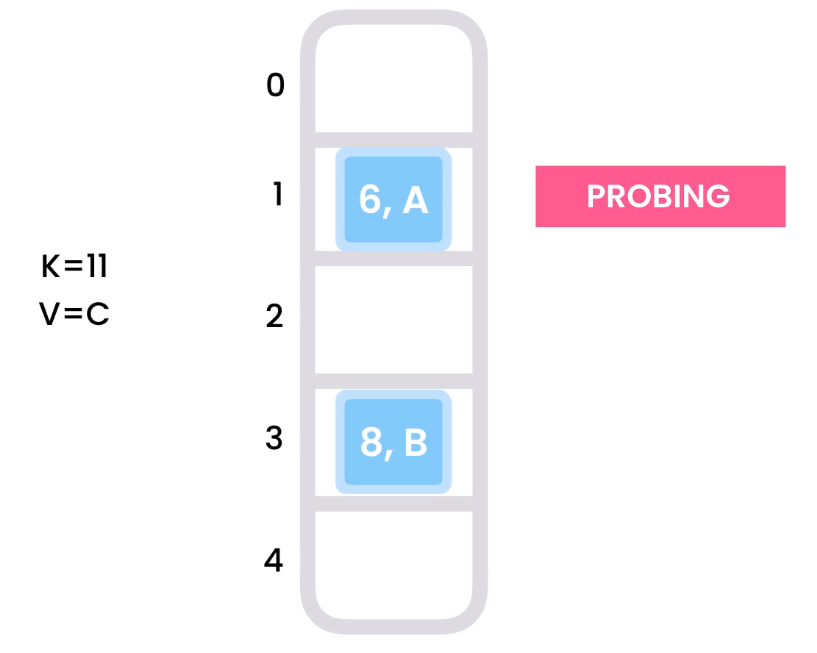 0
1
6, A
PROBING
K=11
V=C
2
3
8, B
4